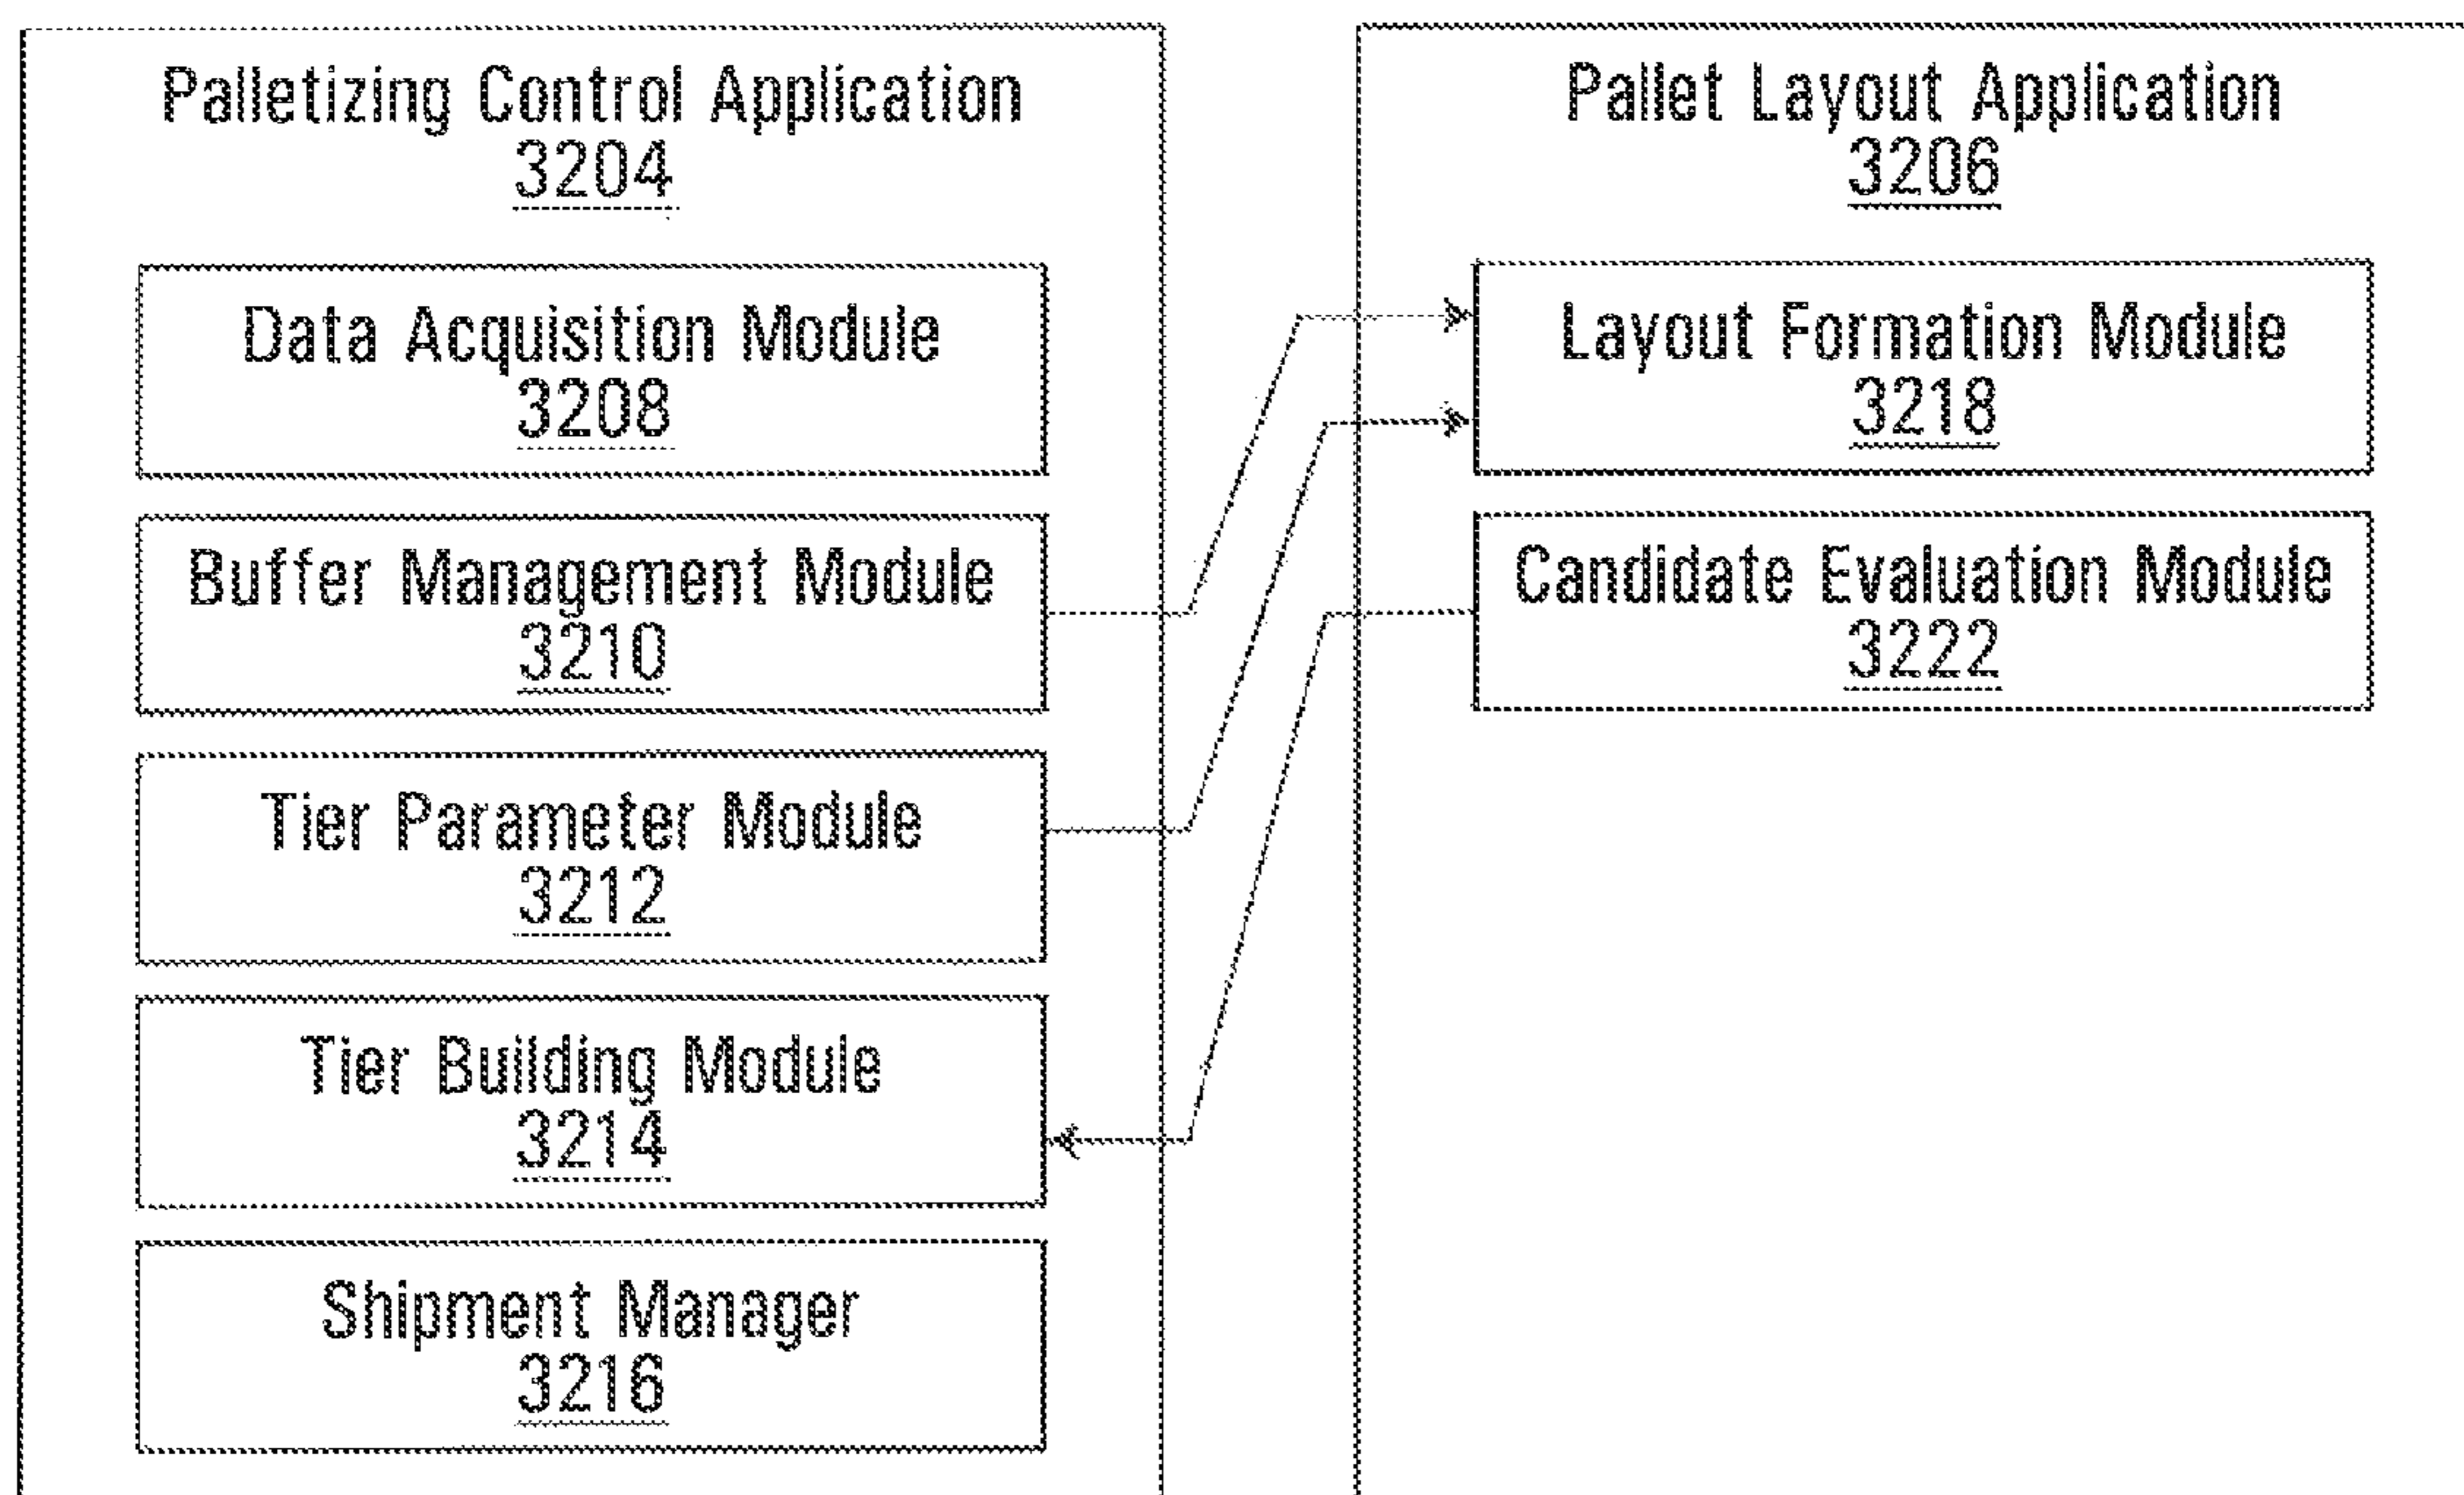 Palletizing Control Application
3204
Data Acquisition Module
3208
Buffer Management Module
3210
Tier Parameter Module
3212
Tier Building Module
3214
Shipment Manager
3216
Pallet Layout Application
3206
Layout Formation Module
3218
Candidate Evaluation Module
3222